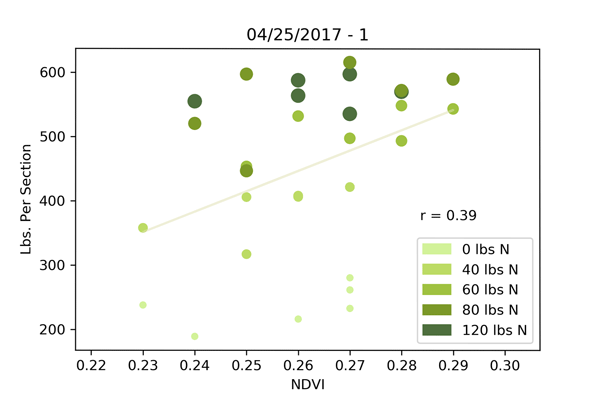 04/25/2017 - 1
600
500
400
300
200
Lbs. Per Section
r = 0.39
0 lbs N
40 lbs N
60 lbs N
80 lbs N
120 lbs N
0.22 0.23 0.24 0.25 0.26 0.27 0.28 0.29 0.30
NDVI